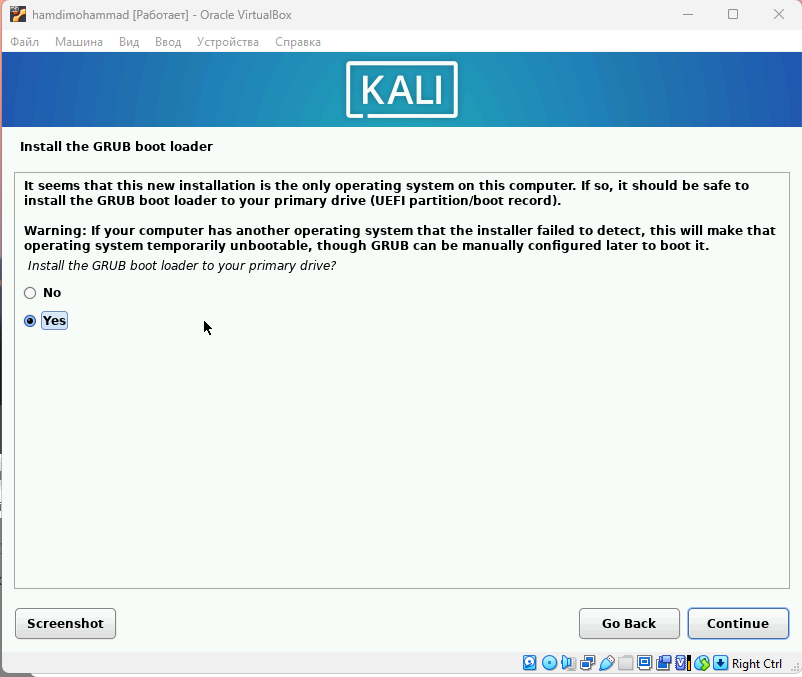 hamdimohammad [Работает] - Oracle VirtualBox
Файл Машина Вид Ввод Устройства Справка
KALI
Install the GRUB boot loader
It seems that this new installation is the only operating system on this computer. If so, it should be safe to
install the GRUB boot loader to your primary drive (UEFI partition/boot record).
Warning: If your computer has another operating system that the installer failed to detect, this will make that
operating system temporarily unbootable, though GRUB can be manually configured later to boot it.
Install the GRUB boot loader to your primary drive?
No
Yes
Screenshot Go Back Continue
Right Ctrl